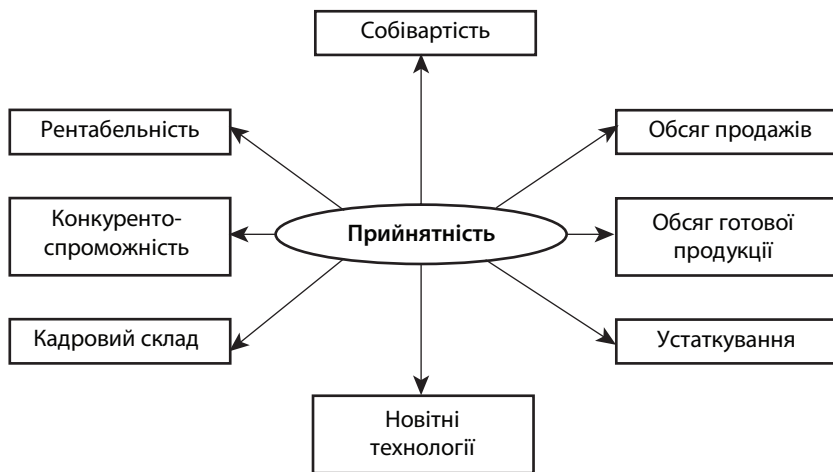 Собівартість
Рентабельність
Обсяг продажів
Конкуренто-
спроможність
Прийнятність
Обсяг готової
продукції
Кадровий склад
Устаткування
Новітні
технології